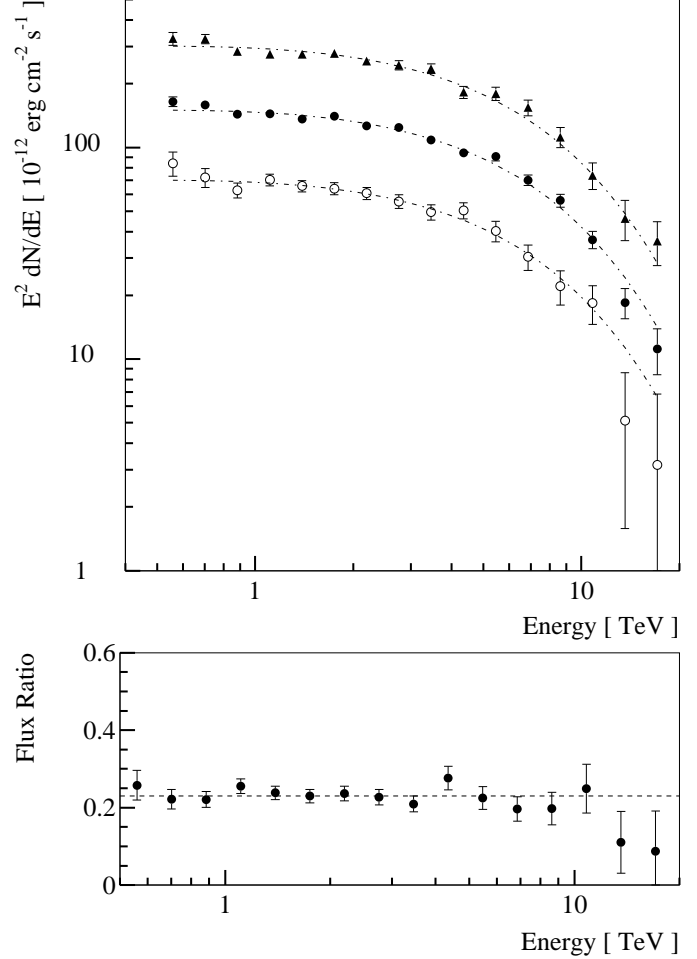 E² dN/dE [ 10⁻¹² erg cm⁻² s⁻¹ ]
100
10
1
1
10
Energy [ TeV ]
Flux Ratio
0.6
0.4
0.2
0
1
10
Energy [ TeV ]